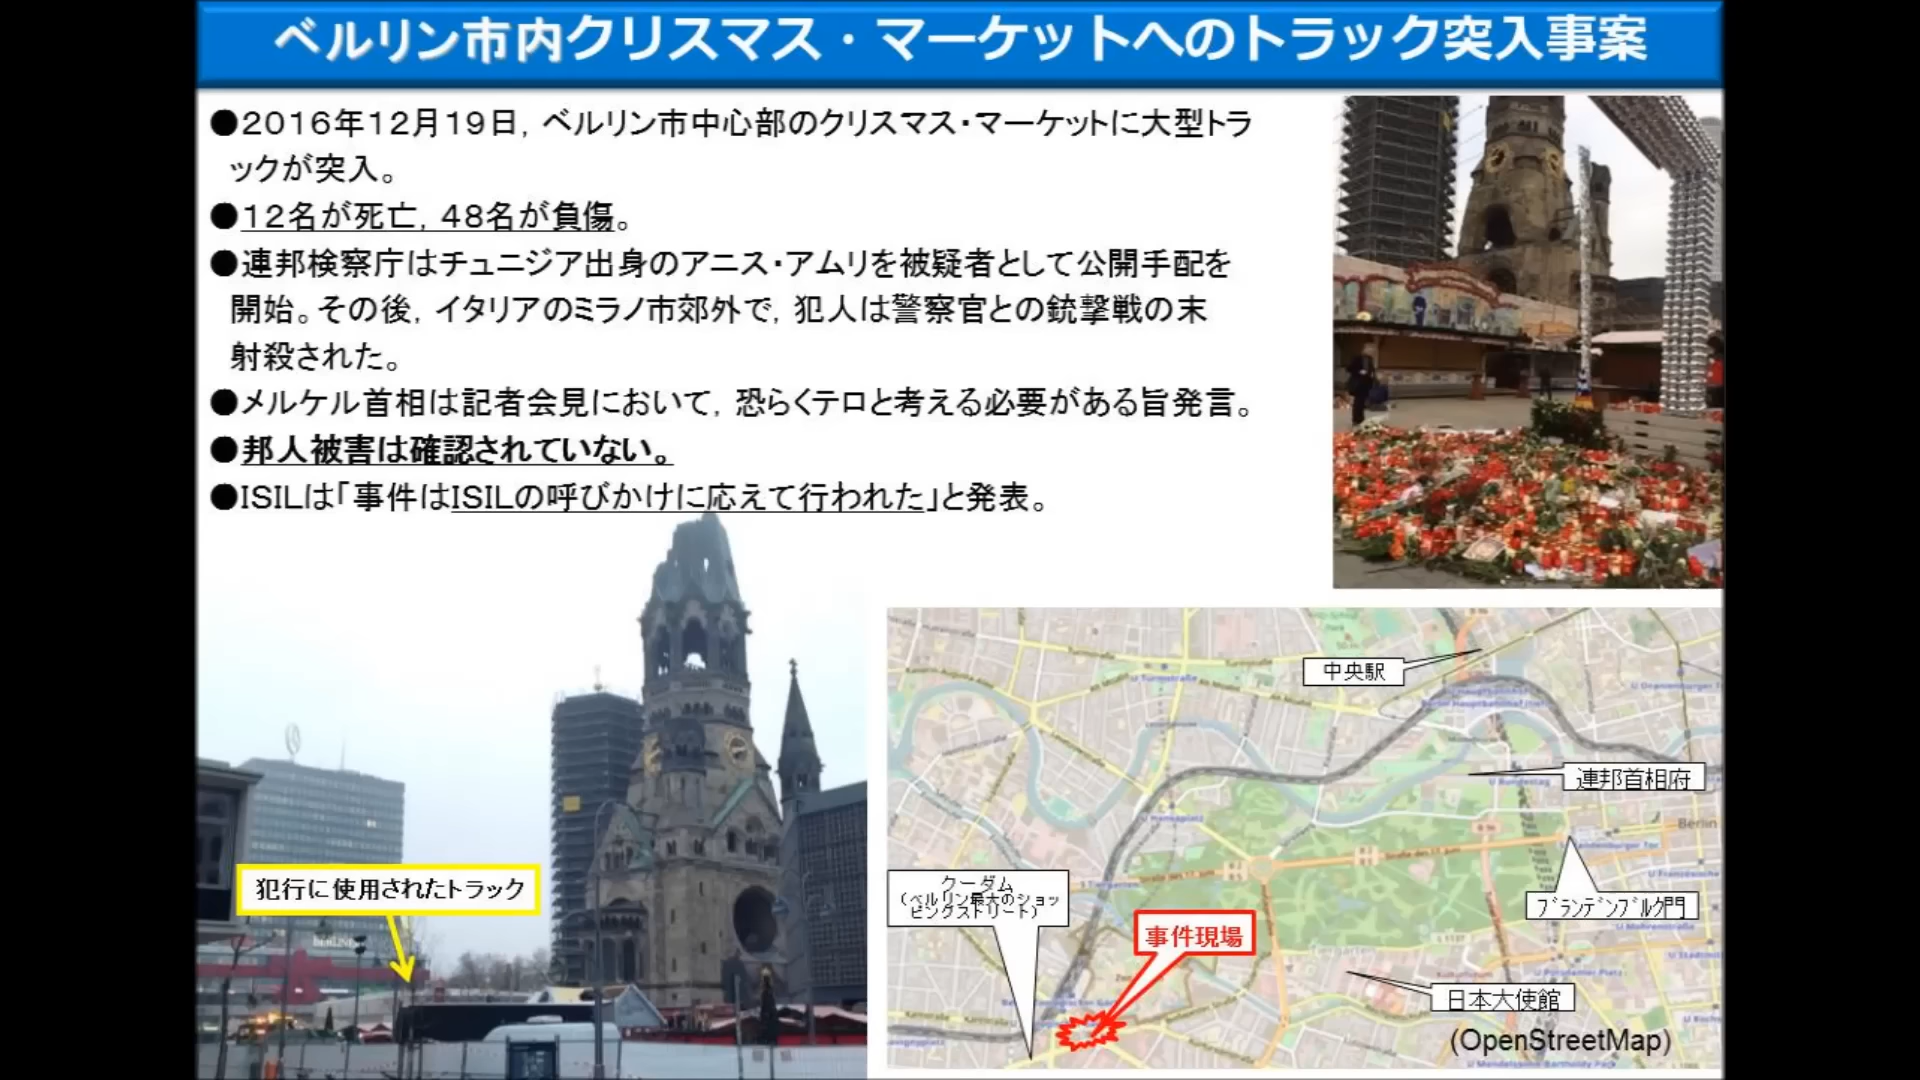 ベルリン市内クリスマス・マーケットへのトラック突入事案
●2016年12月19日，ベルリン市中心部のクリスマス・マーケットに大型トラ
ックが突入。
●12名が死亡，48名が負傷。
●連邦検察庁はチュニジア出身のアニス・アムリを被疑者として公開手配を
開始。その後，イタリアのミラノ市郊外で，犯人は警察官との銃撃戦の末
射殺された。
●メルケル首相は記者会見において，恐らくテロと考える必要がある旨発言。
●邦人被害は確認されていない。
●ISILは「事件はISILの呼びかけに応えて行われた」と発表。
犯行に使用されたトラック
中央駅
連邦首相府
Berlin
ﾌﾞﾗﾝﾃﾞﾝﾌﾞﾙｸ門
クーダム
（ベルリン最大のショッ
ピングストリート）
事件現場
日本大使館
(OpenStreetMap)